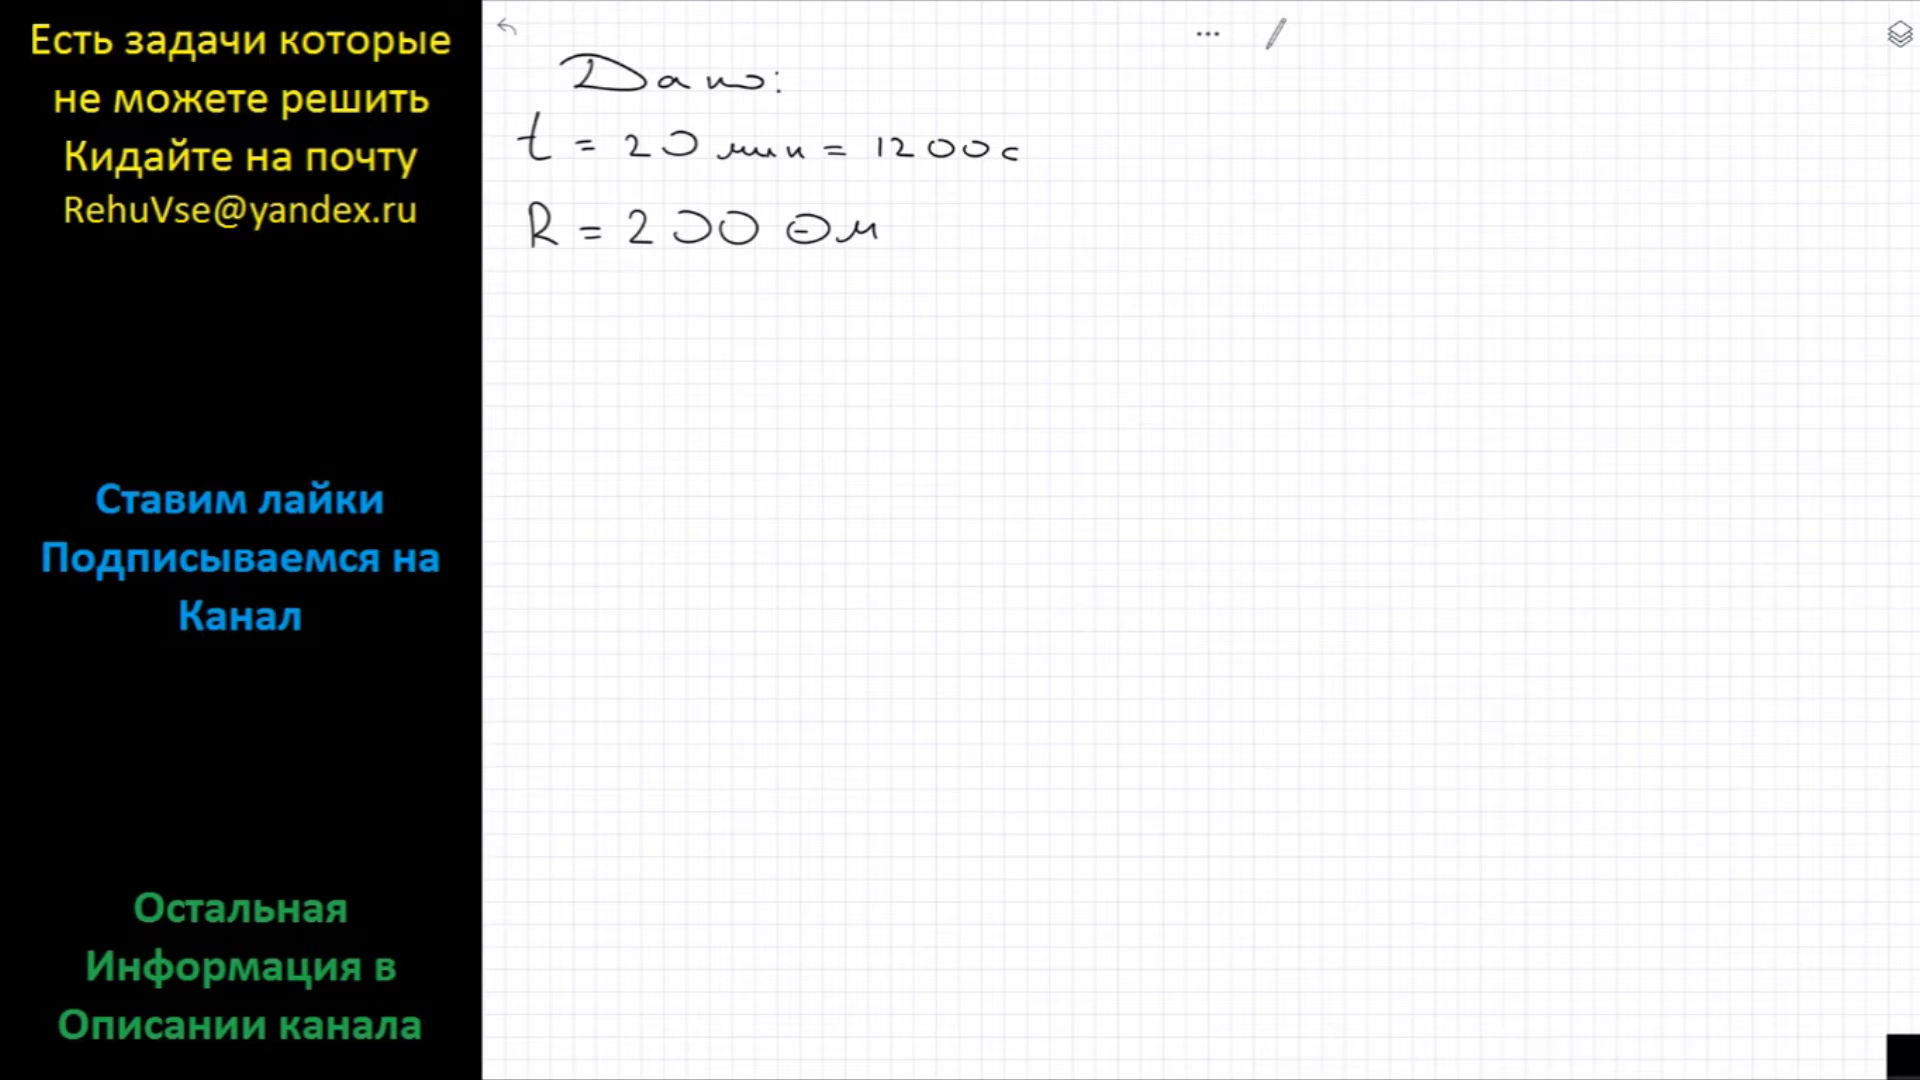 Есть задачи которые
не можете решить
Кидайте на почту
RehuVse@yandex.ru
Ставим лайки
Подписываемся на
Канал
Остальная
Информация в
Описании канала
Дано:
t = 20 мин = 1200 с
R = 200 Ом